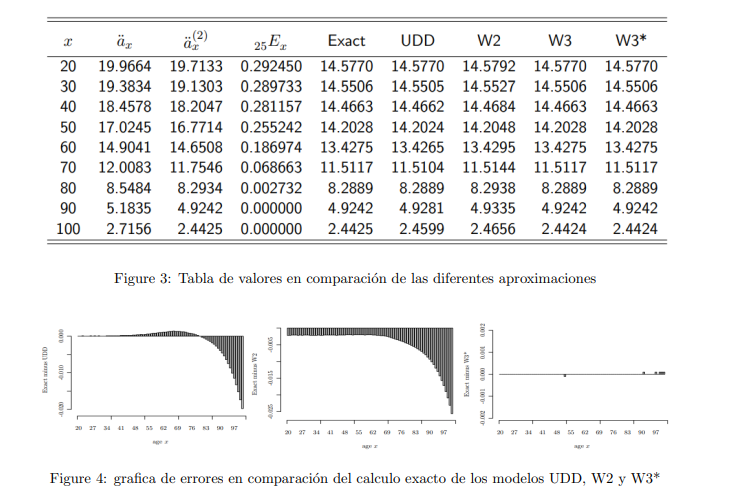 x ä_x ä_x^(2) 25E_x Exact UDD W2 W3 W3*
20 19.9664 19.7133 0.292450 14.5770 14.5770 14.5792 14.5770 14.5770
30 19.3834 19.1303 0.289733 14.5506 14.5505 14.5527 14.5506 14.5506
40 18.4578 18.2047 0.281157 14.4663 14.4662 14.4684 14.4663 14.4663
50 17.0245 16.7714 0.255242 14.2028 14.2024 14.2048 14.2028 14.2028
60 14.9041 14.6508 0.186974 13.4275 13.4265 13.4295 13.4275 13.4275
70 12.0083 11.7546 0.068663 11.5117 11.5104 11.5144 11.5117 11.5117
80 8.5484 8.2934 0.002732 8.2889 8.2889 8.2938 8.2889 8.2889
90 5.1835 4.9242 0.000000 4.9242 4.9281 4.9335 4.9242 4.9242
100 2.7156 2.4425 0.000000 2.4425 2.4599 2.4656 2.4424 2.4424
Figure 3: Tabla de valores en comparación de las diferentes aproximaciones
Exact minus UDD
0.000
-0.010
-0.020
20 27 34 41 48 55 62 69 76 83 90 97
age x
Exact minus W2
-0.005
-0.015
-0.025
20 27 34 41 48 55 62 69 76 83 90 97
age x
Exact minus W3*
0.002
0.001
0.000
-0.001
-0.002
20 27 34 41 48 55 62 69 76 83 90 97
age x
Figure 4: grafica de errores en comparación del calculo exacto de los modelos UDD, W2 y W3*